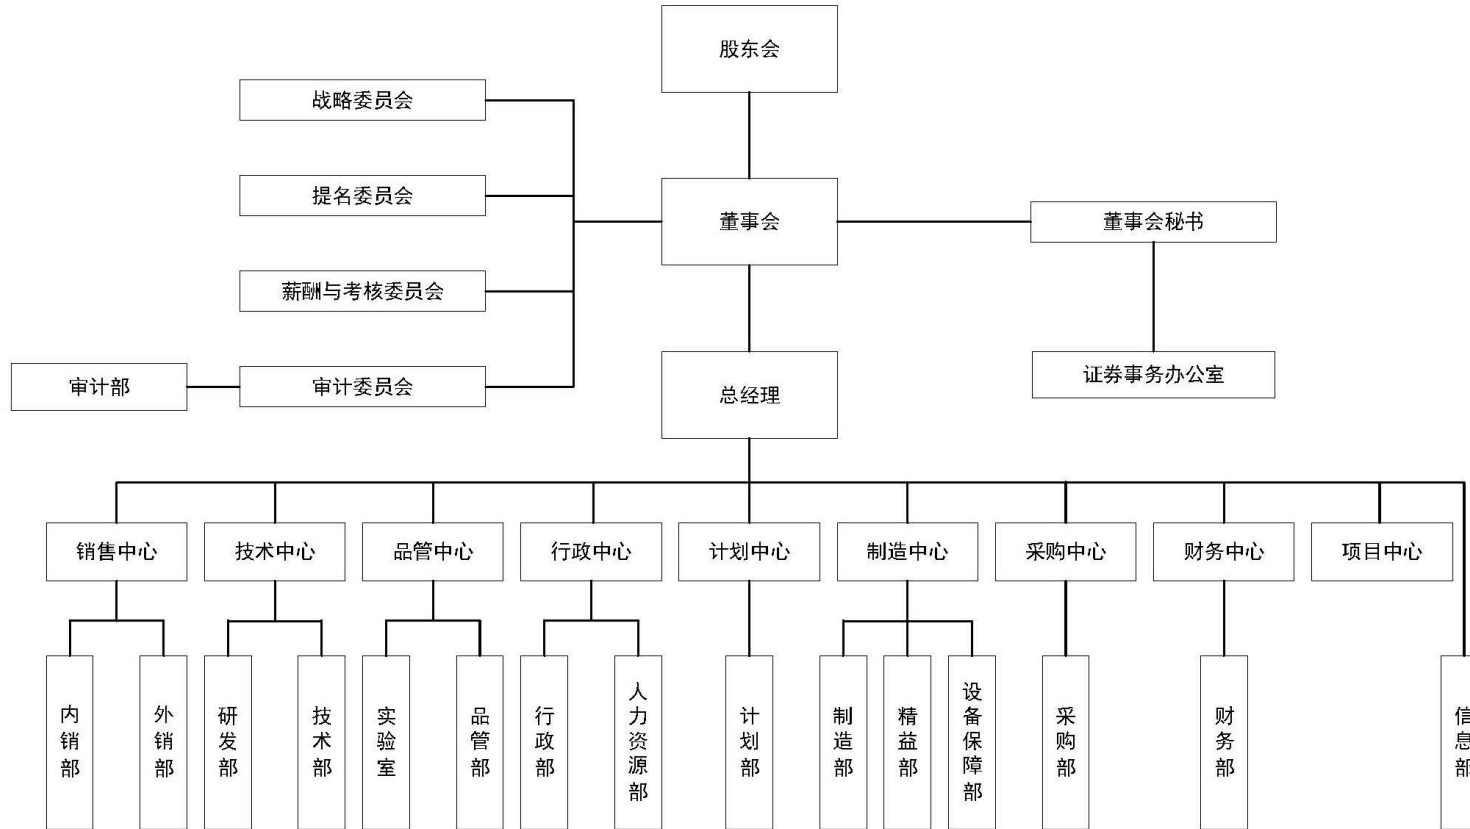 股东会
战略委员会
提名委员会
董事会
董事会秘书
薪酬与考核委员会
审计部
审计委员会
总经理
证券事务办公室
销售中心
技术中心
品管中心
行政中心
计划中心
制造中心
采购中心
财务中心
项目中心
内销部
外销部
研发部
技术部
实验室
品管部
行政部
人力资源部
计划部
制造部
精益部
设备保障部
采购部
财务部
信息部